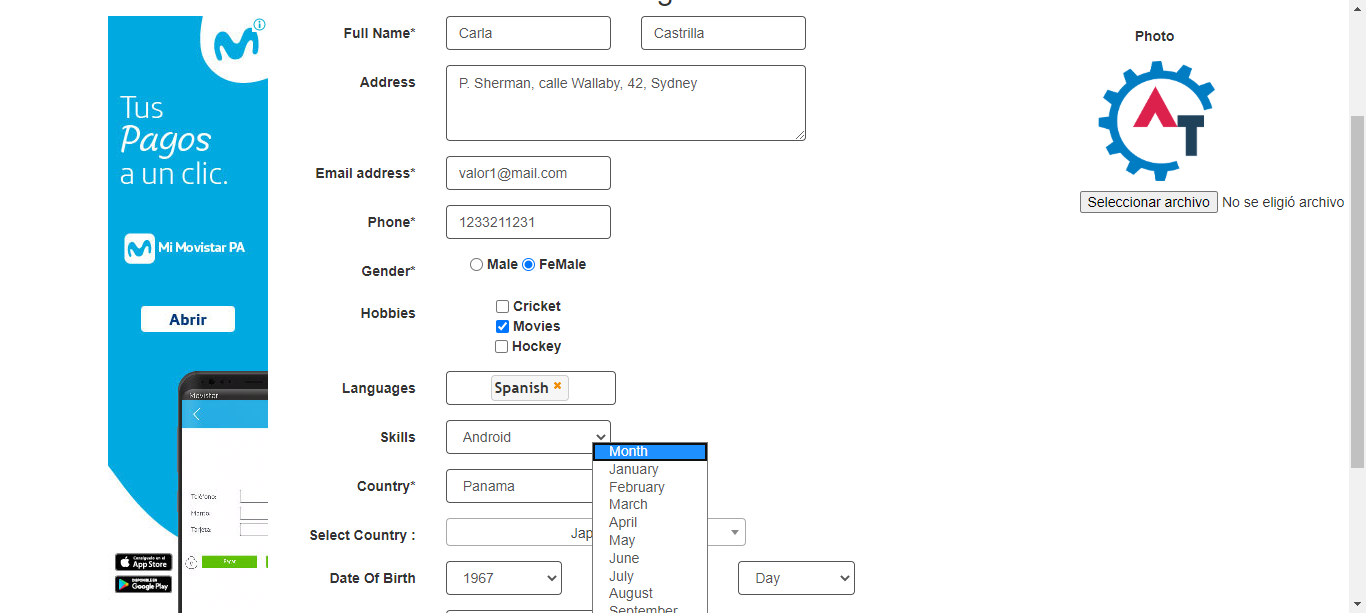 Tus
Pagos
a un clic.
Mi Movistar PA
Abrir
Movistar
App Store
Google Play
Full Name*
Carla
Castrilla
Address
P. Sherman, calle Wallaby, 42, Sydney
Email address*
valor1@mail.com
Phone*
1233211231
Gender*
Male
FeMale
Hobbies
Cricket
Movies
Hockey
Languages
Spanish
Skills
Android
Country*
Panama
Select Country :
Jap
Date Of Birth
1967
Month
January
February
March
April
May
June
July
August
September
Day
Photo
AT
Seleccionar archivo No se eligió archivo